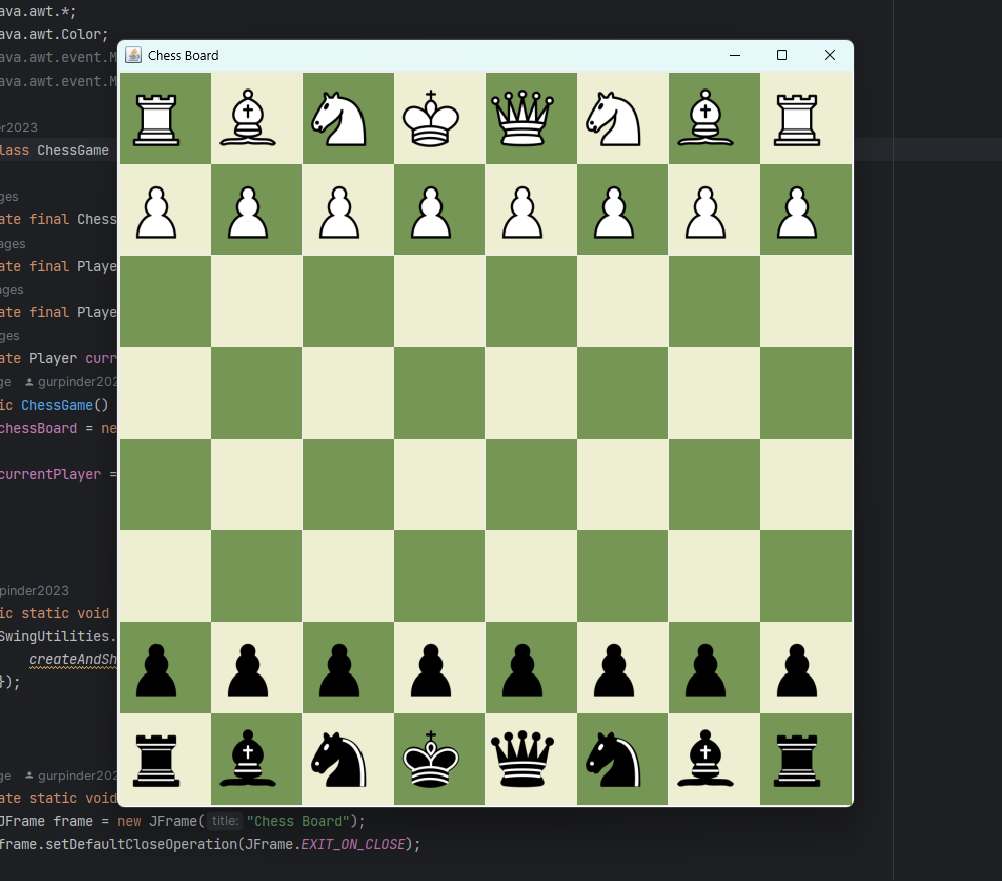 ava.awt.*;
ava.awt.Color;
ava.awt.event.M
ava.awt.event.M
Chess Board
er2023
lass ChessGame
ges
ate final Chess
ages
ate final Playe
ages
ate final Playe
ges
ate Player curr
ge gurpinder202
ic ChessGame()
chessBoard = ne
currentPlayer =
pinder2023
ic static void
SwingUtilities.
createAndSh
});
ge gurpinder202
ate static void
JFrame frame = new JFrame( title: "Chess Board");
frame.setDefaultCloseOperation(JFrame.EXIT_ON_CLOSE);